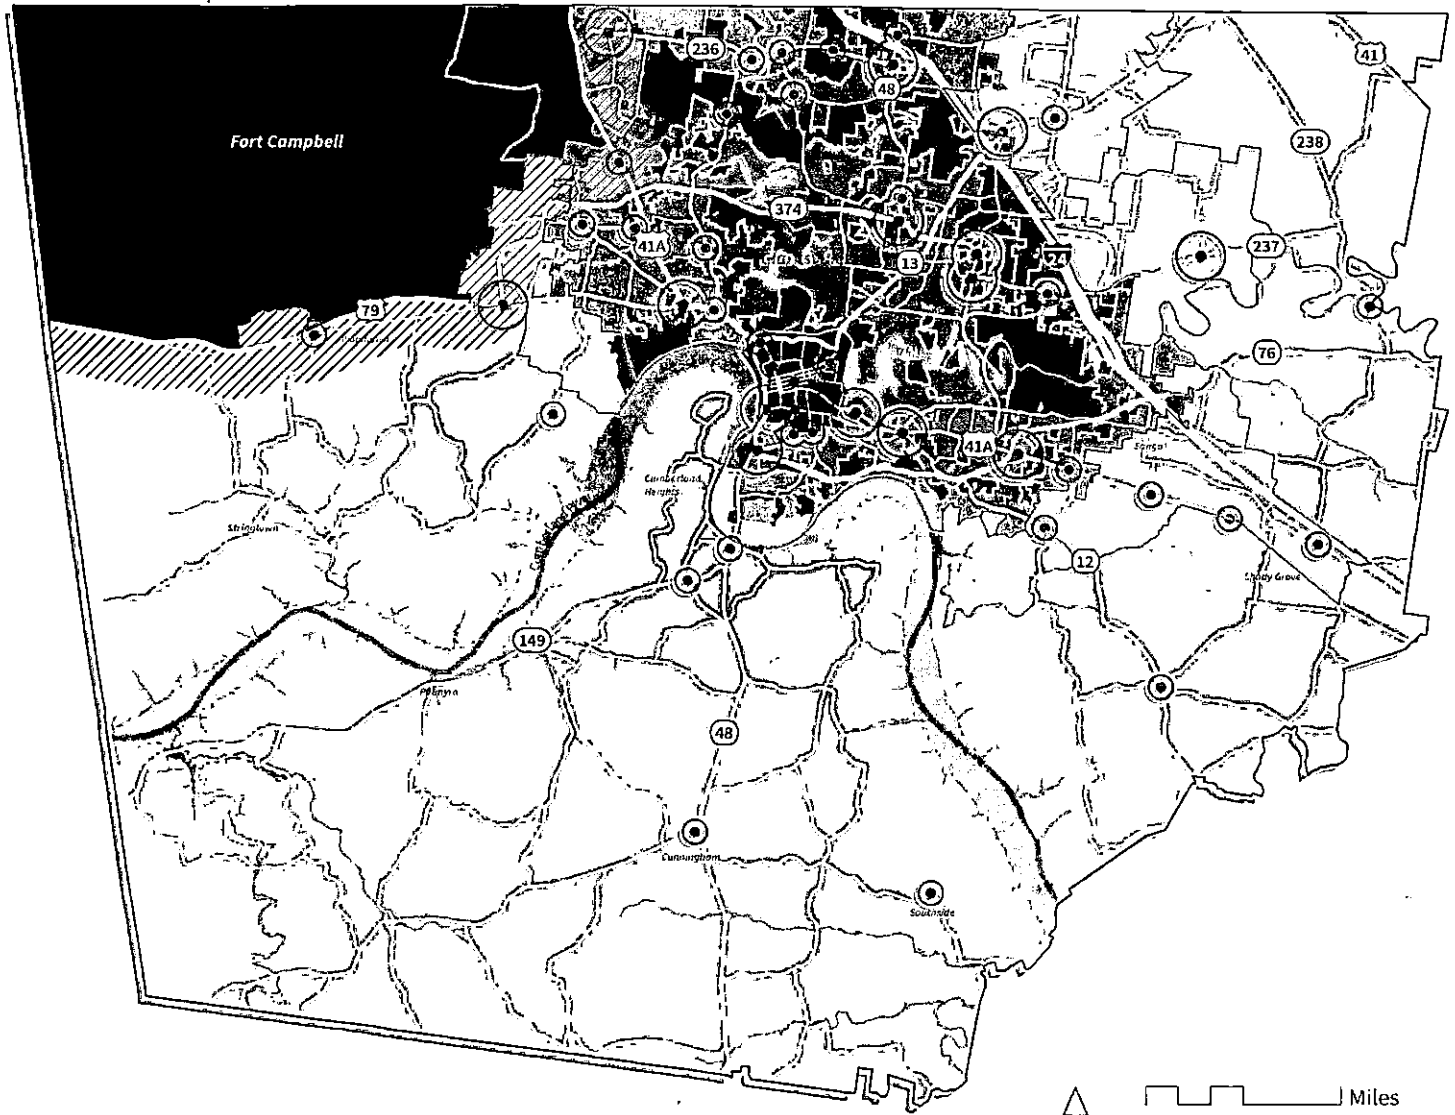 236
41
48
Fort Campbell
238
374
41A
13
24
237
79
76
41A
Sango
Cumberland
Heights
Stringtown
12
Shady Grove
149
Palmyra
48
Cunningham
Southside
Miles